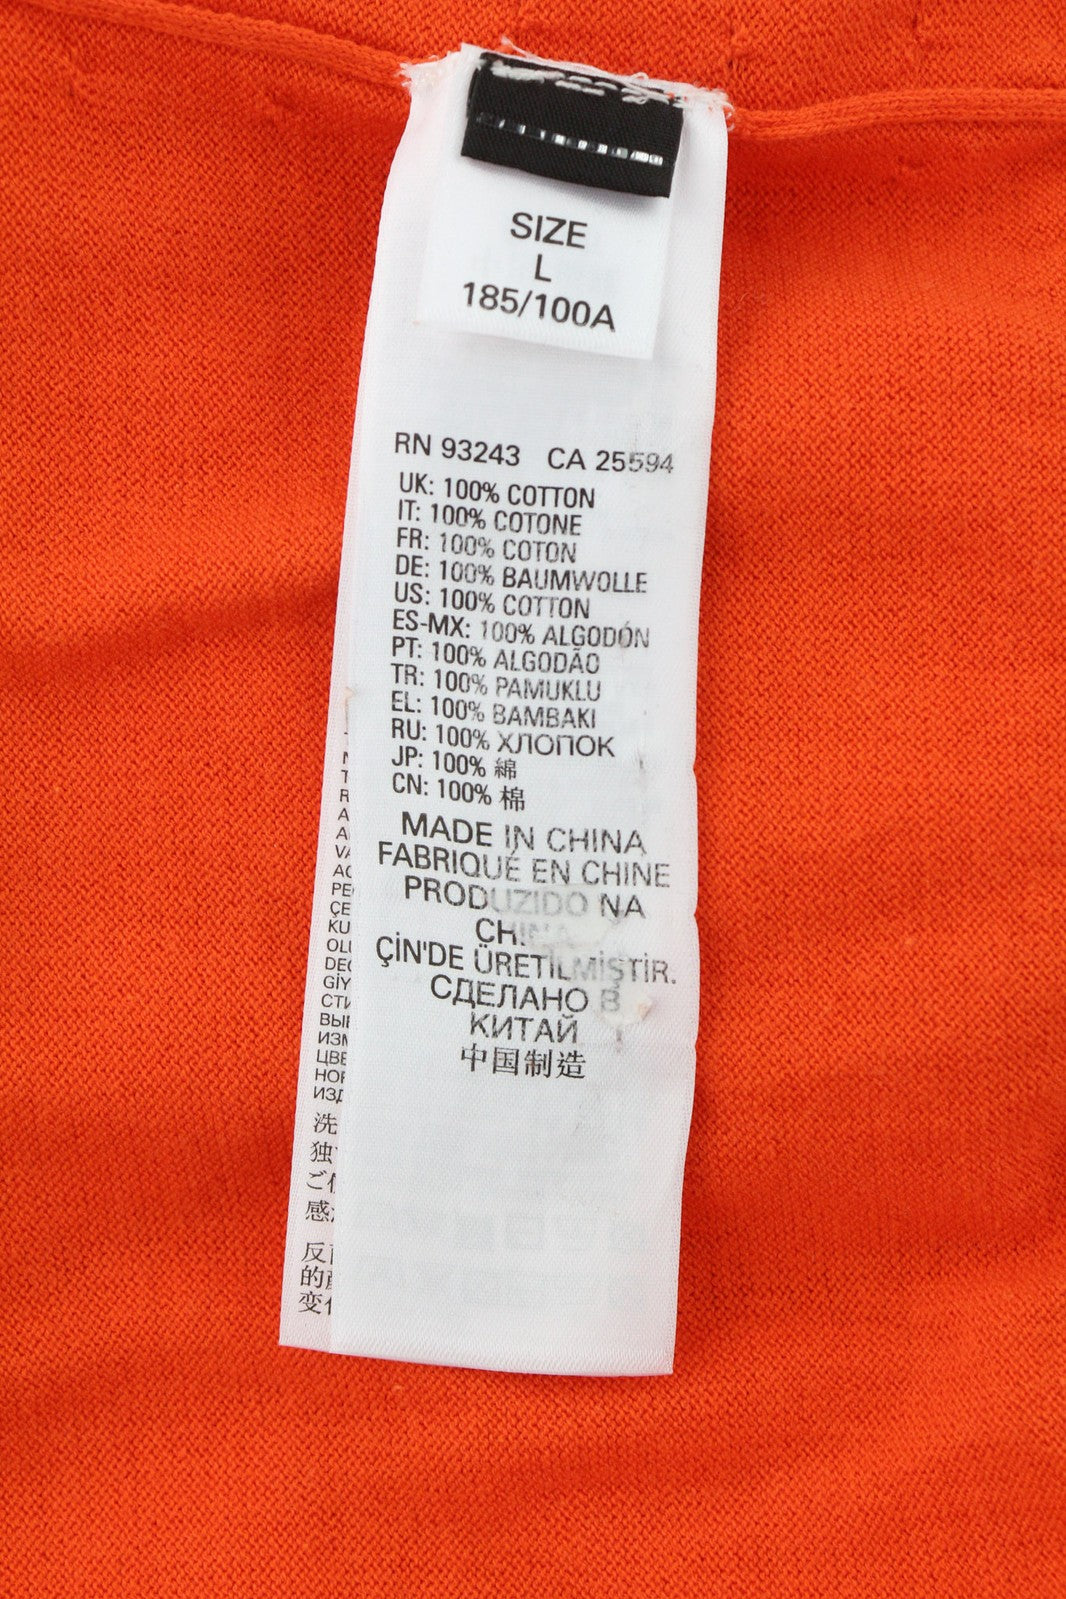 SIZE
L
185/100A
RN 93243 CA 25594
UK: 100% COTTON
IT: 100% COTONE
FR: 100% COTON
DE: 100% BAUMWOLLE
US: 100% COTTON
ES-MX: 100% ALGODÓN
PT: 100% ALGODÃO
TR: 100% PAMUKLU
EL: 100% BAMBAKI
RU: 100% ХЛОПОК
JP: 100% 綿
CN: 100% 棉
MADE IN CHINA
FABRIQUÉ EN CHINE
PRODUZIDO NA
CHINA
ÇİN'DE ÜRETİLMİŞTİR.
СДЕЛАНО В
КИТАЙ
中国制造